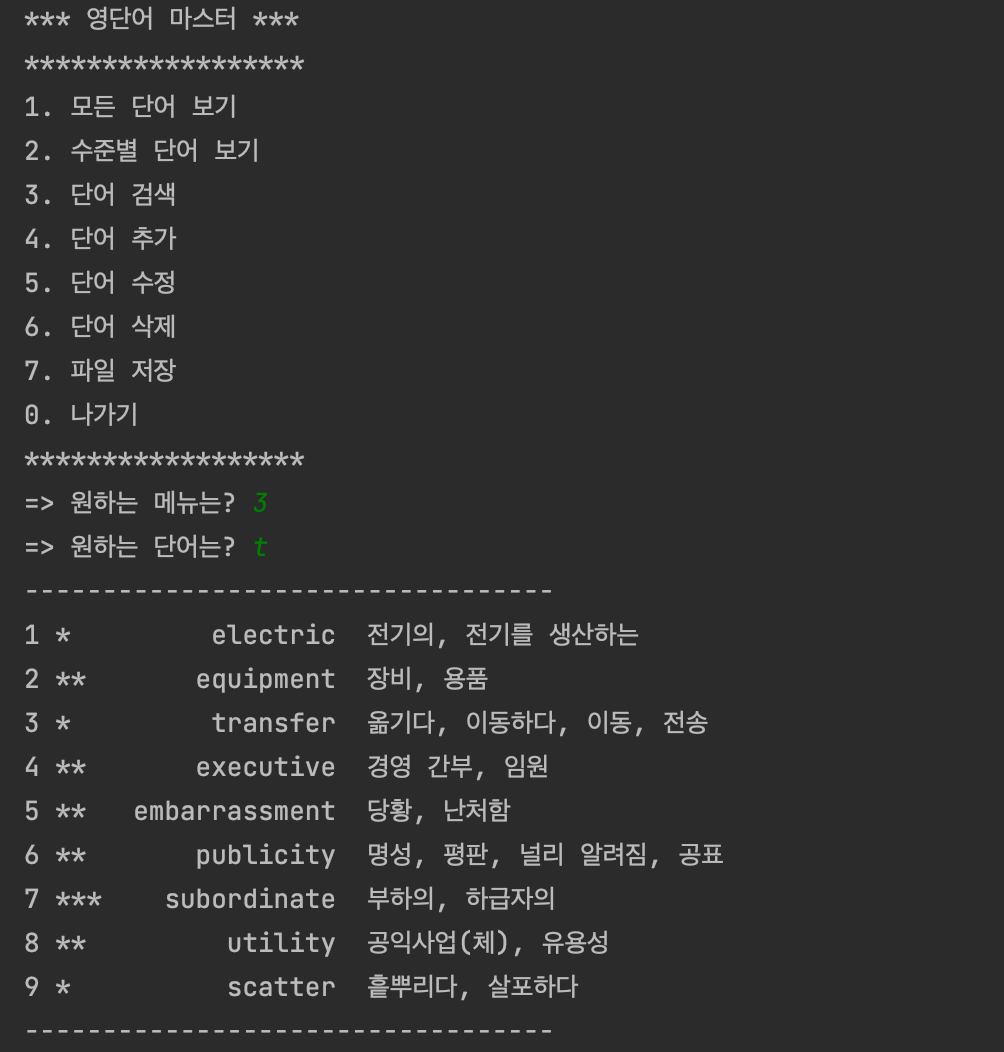 *** 영단어 마스터 ***
******************
1. 모든 단어 보기
2. 수준별 단어 보기
3. 단어 검색
4. 단어 추가
5. 단어 수정
6. 단어 삭제
7. 파일 저장
0. 나가기
******************
=> 원하는 메뉴는? 3
=> 원하는 단어는? t
----------------------------------
1 *         electric  전기의, 전기를 생산하는
2 **       equipment  장비, 용품
3 *         transfer  옮기다, 이동하다, 이동, 전송
4 **       executive  경영 간부, 임원
5 **   embarrassment  당황, 난처함
6 **       publicity  명성, 평판, 널리 알려짐, 공표
7 ***    subordinate  부하의, 하급자의
8 **         utility  공익사업(체), 유용성
9 *          scatter  흩뿌리다, 살포하다
----------------------------------